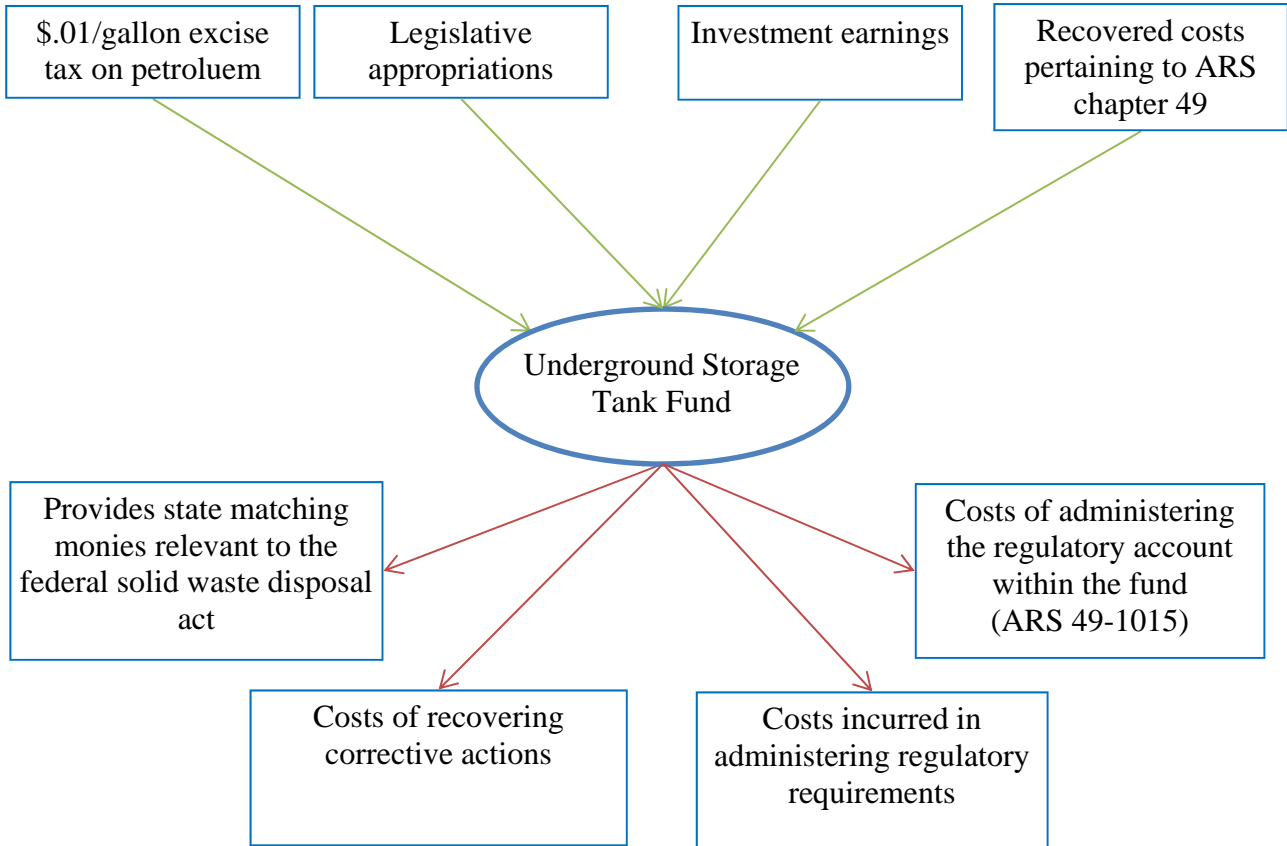 $.01/gallon excise
tax on petroluem
Legislative
appropriations
Investment earnings
Recovered costs
pertaining to ARS
chapter 49
Underground Storage
Tank Fund
Provides state matching
monies relevant to the
federal solid waste disposal
act
Costs of administering
the regulatory account
within the fund
(ARS 49-1015)
Costs of recovering
corrective actions
Costs incurred in
administering regulatory
requirements